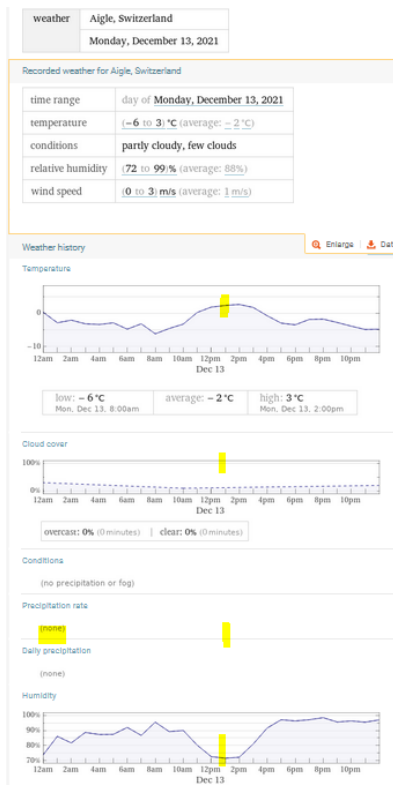 weather Aigle, Switzerland
Monday, December 13, 2021
Recorded weather for Aigle, Switzerland
time range day of Monday, December 13, 2021
temperature (−6 to 3) °C (average: −2 °C)
conditions partly cloudy, few clouds
relative humidity (72 to 99)% (average: 88%)
wind speed (0 to 3) m/s (average: 1 m/s)
Weather history Enlarge Dat
Temperature
0
−10
12am 2am 4am 6am 8am 10am 12pm 2pm 4pm 6pm 8pm 10pm
Dec 13
low: −6 °C average: −2 °C high: 3 °C
Mon, Dec 13, 8:00am Mon, Dec 13, 2:00pm
Cloud cover
100%
0%
12am 2am 4am 6am 8am 10am 12pm 2pm 4pm 6pm 8pm 10pm
Dec 13
overcast: 0% (0 minutes) | clear: 0% (0 minutes)
Conditions
(no precipitation or fog)
Precipitation rate
(none)
Daily precipitation
(none)
Humidity
100%
90%
80%
70%
12am 2am 4am 6am 8am 10am 12pm 2pm 4pm 6pm 8pm 10pm
Dec 13